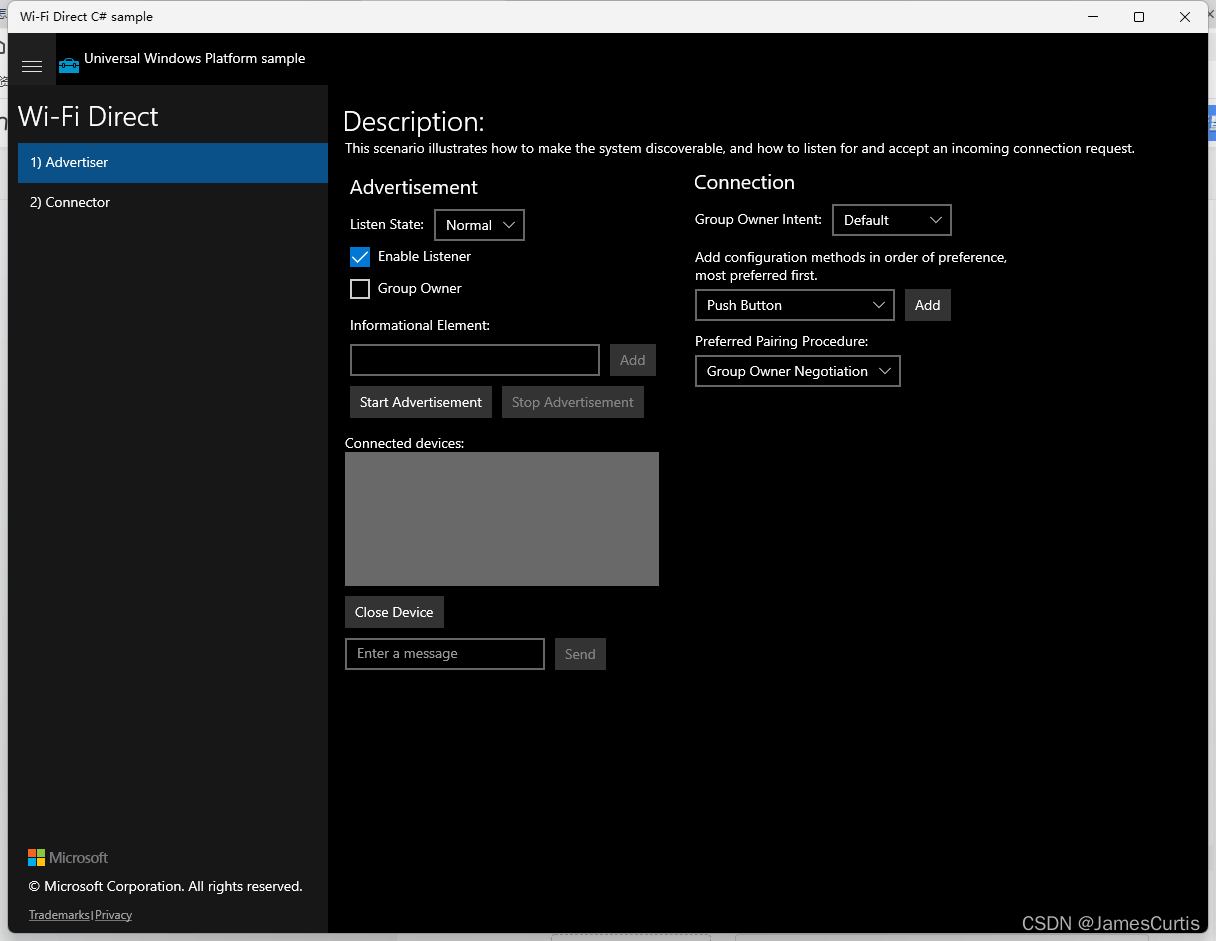 Wi-Fi Direct C# sample
Universal Windows Platform sample
Wi-Fi Direct
1) Advertiser
2) Connector
Description:
This scenario illustrates how to make the system discoverable, and how to listen for and accept an incoming connection request.
Advertisement
Listen State: Normal
Enable Listener
Group Owner
Informational Element:
Add
Start Advertisement Stop Advertisement
Connected devices:
Close Device
Enter a message Send
Connection
Group Owner Intent: Default
Add configuration methods in order of preference,
most preferred first.
Push Button Add
Preferred Pairing Procedure:
Group Owner Negotiation
Microsoft
© Microsoft Corporation. All rights reserved.
Trademarks|Privacy
CSDN @JamesCurtis